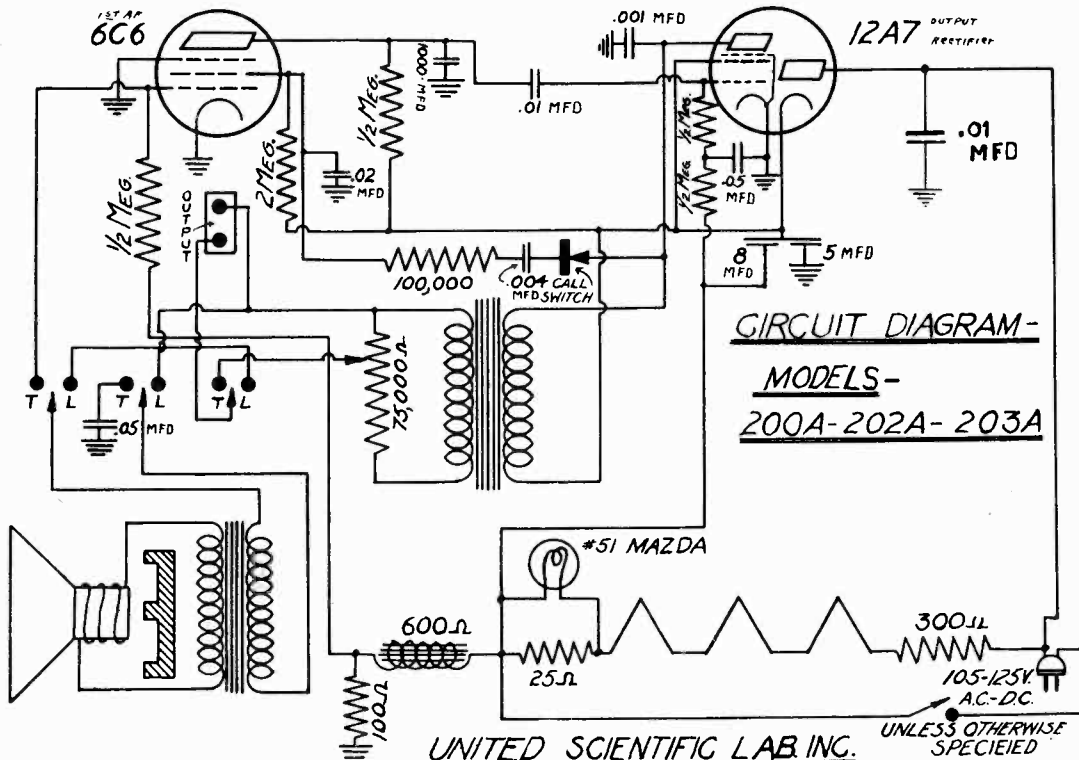 1ST AF
6C6
.001 MFD
12A7
OUTPUT
RECTIFIER
.0001
MFD
.01 MFD
1/2 MEG.
2 MEG.
1/2 MEG.
.02
MFD
1/2 MEG.
1/2 MEG.
.05
MFD
.01
MFD
OUTPUT
8
MFD
5 MFD
100,000
.004
MFD
CALL
SWITCH
CIRCUIT DIAGRAM-
MODELS-
200A-202A-203A
T L T L T L
.05 MFD
75,000Ω
#51 MAZDA
600Ω
25Ω
300Ω
100Ω
105-125V.
A.C.-D.C.
UNLESS OTHERWISE
SPECIEIED
UNITED SCIENTIFIC LAB. INC.